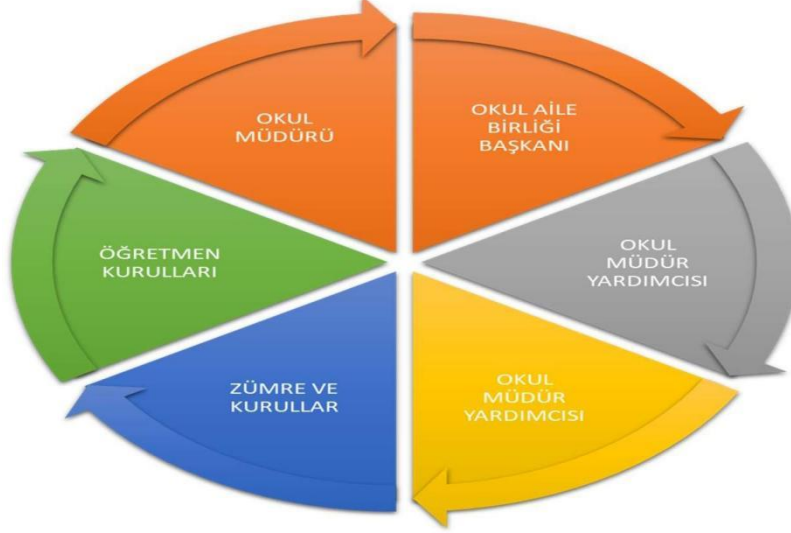 OKUL
MÜDÜRÜ
OKUL AİLE
BİRLİĞİ
BAŞKANI
OKUL
MÜDÜR
YARDIMCISI
OKUL
MÜDÜR
YARDIMCISI
ZÜMRE VE
KURULLAR
ÖĞRETMEN
KURULLARI